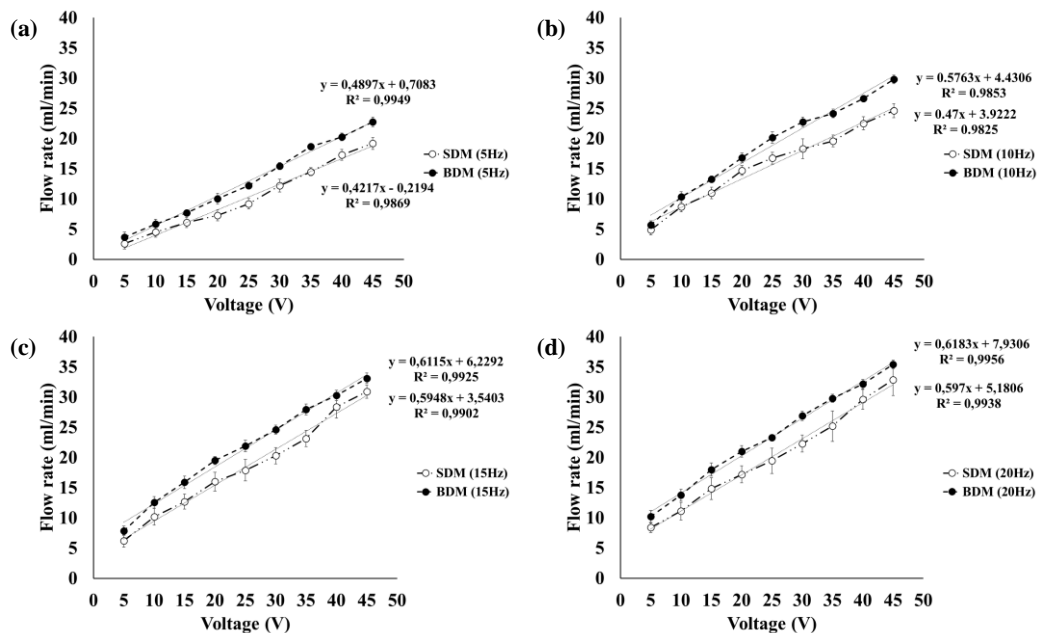 (a)
40
35
30
25
20
15
10
5
0
Flow rate (ml/min)
y = 0,4897x + 0,7083
R² = 0,9949
SDM (5Hz)
BDM (5Hz)
y = 0,4217x - 0,2194
R² = 0,9869
0 5 10 15 20 25 30 35 40 45 50
Voltage (V)
(b)
40
35
30
25
20
15
10
5
0
Flow rate (ml/min)
y = 0.5763x + 4.4306
R² = 0.9853
y = 0.47x + 3.9222
R² = 0.9825
SDM (10Hz)
BDM (10Hz)
0 5 10 15 20 25 30 35 40 45 50
Voltage (V)
(c)
40
35
30
25
20
15
10
5
0
Flow rate (ml/min)
y = 0,6115x + 6,2292
R² = 0,9925
y = 0,5948x + 3,5403
R² = 0,9902
SDM (15Hz)
BDM (15Hz)
0 5 10 15 20 25 30 35 40 45 50
Voltage (V)
(d)
40
35
30
25
20
15
10
5
0
Flow rate (ml/min)
y = 0,6183x + 7,9306
R² = 0,9956
y = 0,597x + 5,1806
R² = 0,9938
SDM (20Hz)
BDM (20Hz)
0 5 10 15 20 25 30 35 40 45 50
Voltage (V)